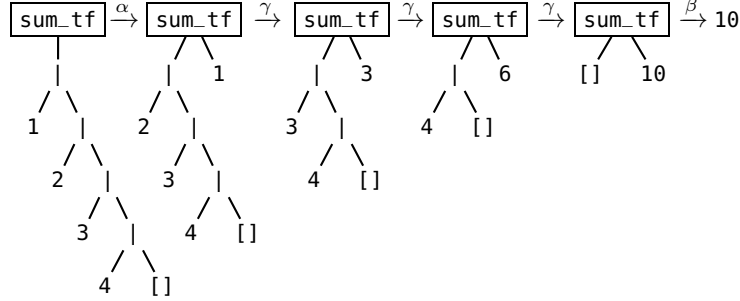 sum_tf α→ sum_tf γ→ sum_tf γ→ sum_tf γ→ sum_tf β→ 10
| | 1 | 3 | 6 [] 10
1 | 2 | 3 | 4 []
2 | 3 | 4 []
3 | 4 []
4 []